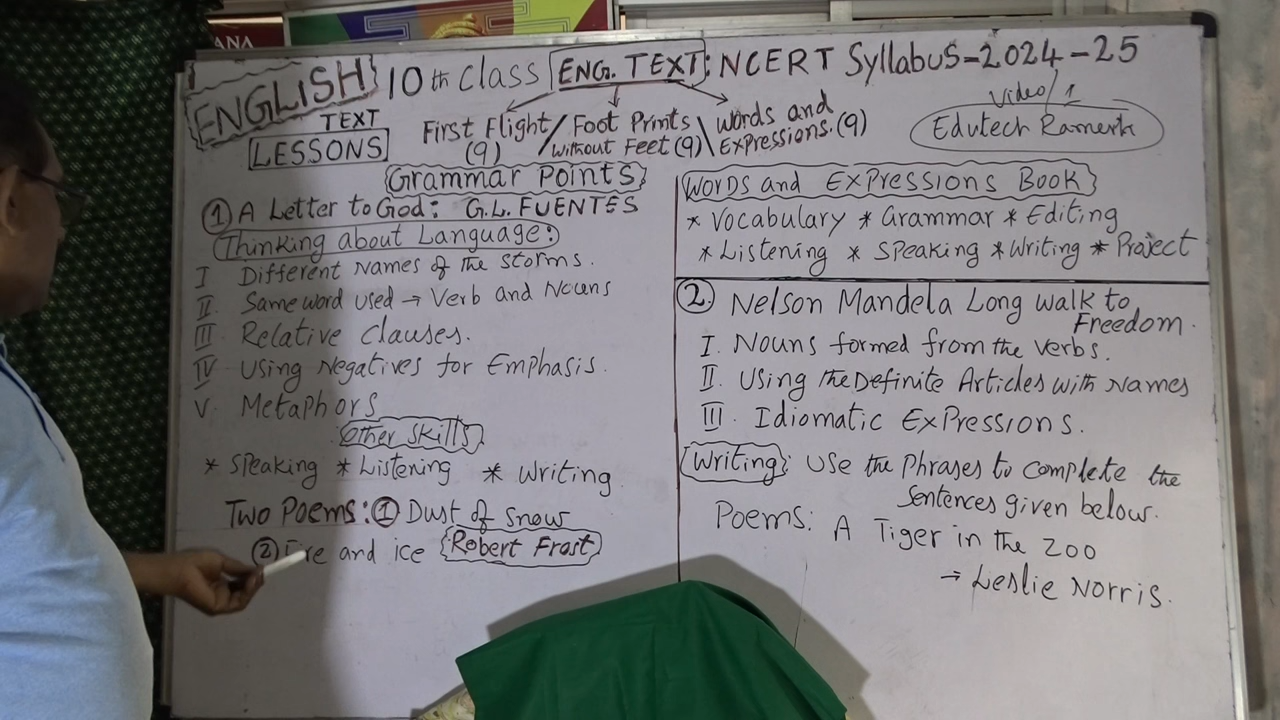 ANA
ENGLISH 10th Class ENG. TEXT: NCERT Syllabus-2024-25
TEXT
LESSONS
First Flight (9) / Foot Prints without Feet (9) \ Words and Expressions. (9)
Video/1
Edutech Ramesh
Grammar Points
① A Letter to God: G.L. FUENTES
Thinking about Language:
I Different Names of the storms.
II. Same word used → Verb and Nouns
III Relative Clauses.
IV Using Negatives for Emphasis.
V. Metaphors
Other Skills
* Speaking * Listening * Writing.
Two Poems: ① Dust of Snow
② Fire and ice Robert Frost
Words and Expressions Book
* Vocabulary * Grammar * Editing
* Listening * Speaking * Writing * Project
2. Nelson Mandela Long walk to
Freedom.
I. Nouns formed from the verbs.
II. Using the Definite Articles with Names
III. Idiomatic Expressions.
Writing: Use the Phrases to complete the
sentences given below.
Poems: A Tiger in the Zoo
→ Leslie Norris.